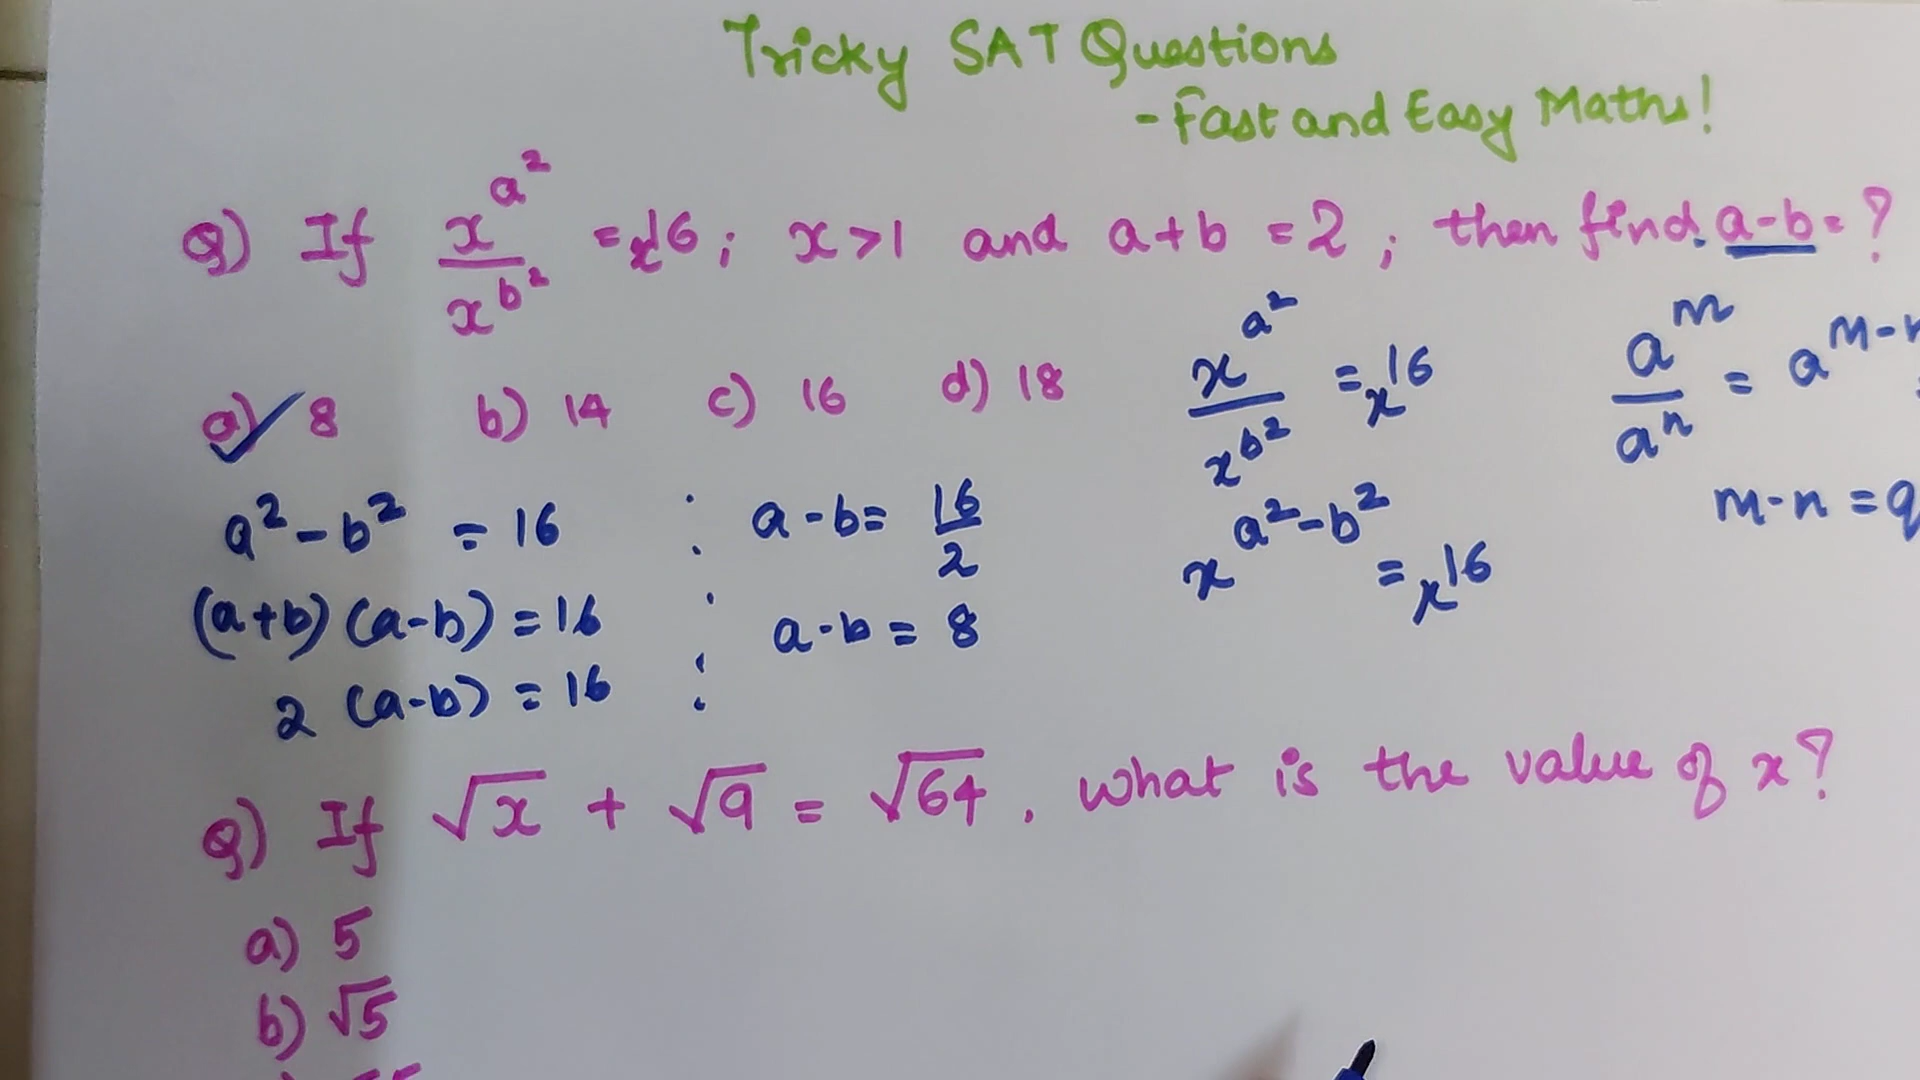 Tricky SAT Questions
- Fast and Easy Maths!
Q) If x^a² / x^b² = x^16 ; x>1 and a+b = 2 ; then find. a-b = ?
a) 8 b) 14 c) 16 d) 18
x^a² / x^b² = x^16
a^m / a^n = a^m-n
a² - b² = 16
a - b = 16/2
x^a²-b² = x^16
m-n =
(a+b) (a-b) = 16
a - b = 8
2 (a-b) = 16
Q) If √x + √9 = √64 . What is the value of x?
a) 5
b) √5